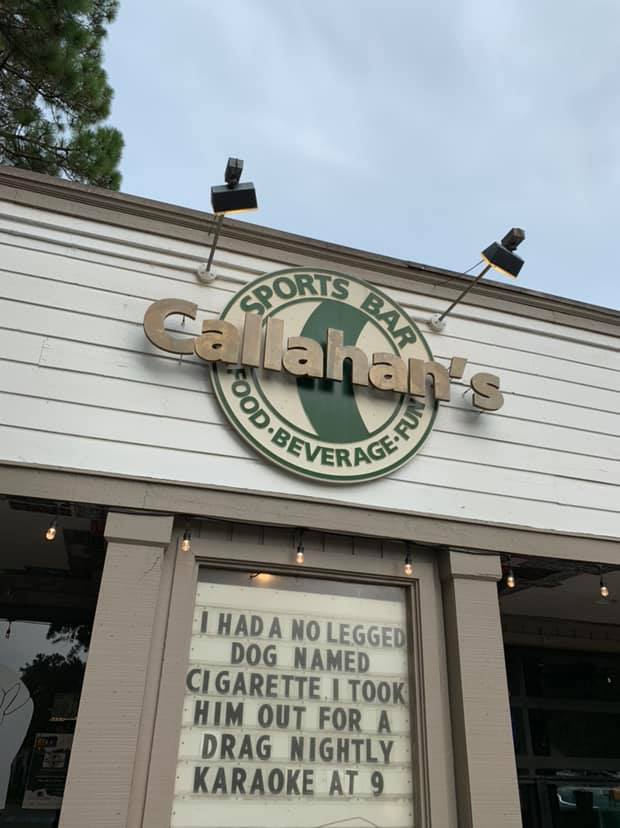 SPORTS BAR
Callahan's
FOOD·BEVERAGE·FUN
I HAD A NO LEGGED
DOG NAMED
CIGARETTE I TOOK
HIM OUT FOR A
DRAG NIGHTLY
KARAOKE AT 9